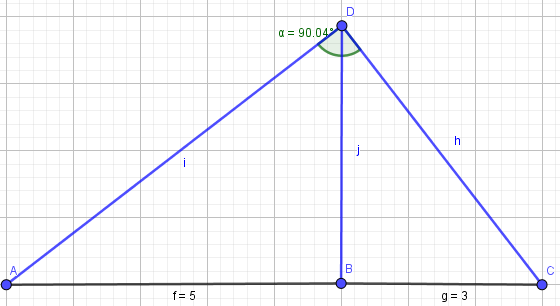 D
α = 90.04°
i
j
h
A
B
C
f = 5
g = 3